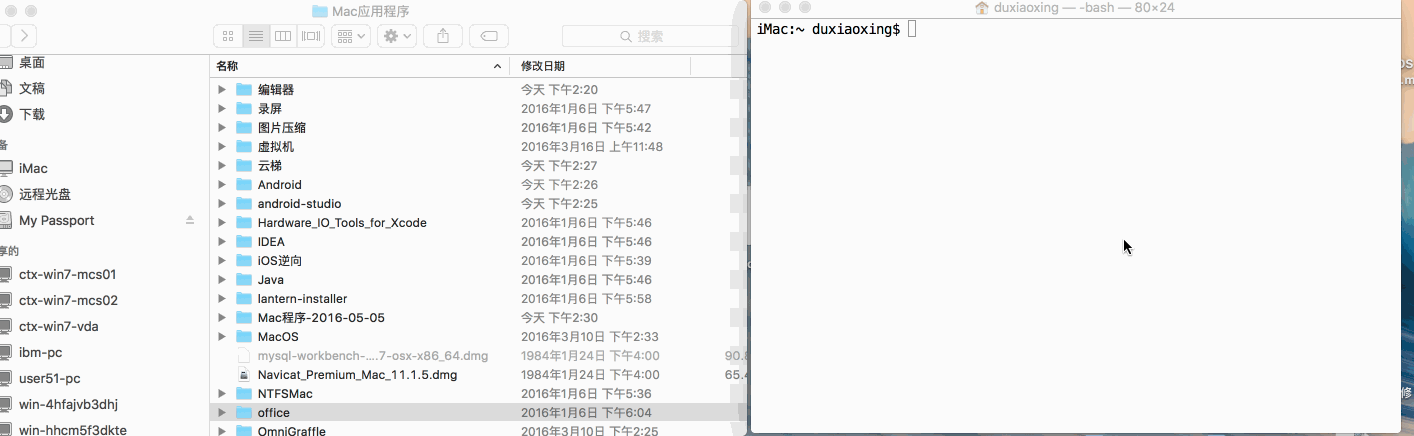 Mac应用程序
搜索
桌面
文稿
下载
备
iMac
远程光盘
My Passport
享的
ctx-win7-mcs01
ctx-win7-mcs02
ctx-win7-vda
ibm-pc
user51-pc
win-4hfajvb3dhj
win-hhcm5f3dkte
名称 修改日期
编辑器 今天 下午2:20
录屏 2016年1月6日 下午5:47
图片压缩 2016年1月6日 下午5:42
虚拟机 2016年3月16日 上午11:48
云梯 今天 下午2:27
Android 今天 下午2:26
android-studio 今天 下午2:25
Hardware_IO_Tools_for_Xcode 2016年1月6日 下午5:46
IDEA 2016年1月6日 下午5:46
iOS逆向 2016年1月6日 下午5:39
Java 2016年1月6日 下午5:46
lantern-installer 2016年1月6日 下午5:58
Mac程序-2016-05-05 今天 下午2:30
MacOS 2016年3月10日 下午2:33
mysql-workbench-....7-osx-x86_64.dmg 1984年1月24日 下午4:00 90.8
Navicat_Premium_Mac_11.1.5.dmg 1984年1月24日 下午4:00 65.4
NTFSMac 2016年1月6日 下午5:36
office 2016年1月6日 下午6:04
OmniGraffle 2016年3月10日 下午2:25
duxiaoxing — -bash — 80×24
iMac:~ duxiaoxing$
修